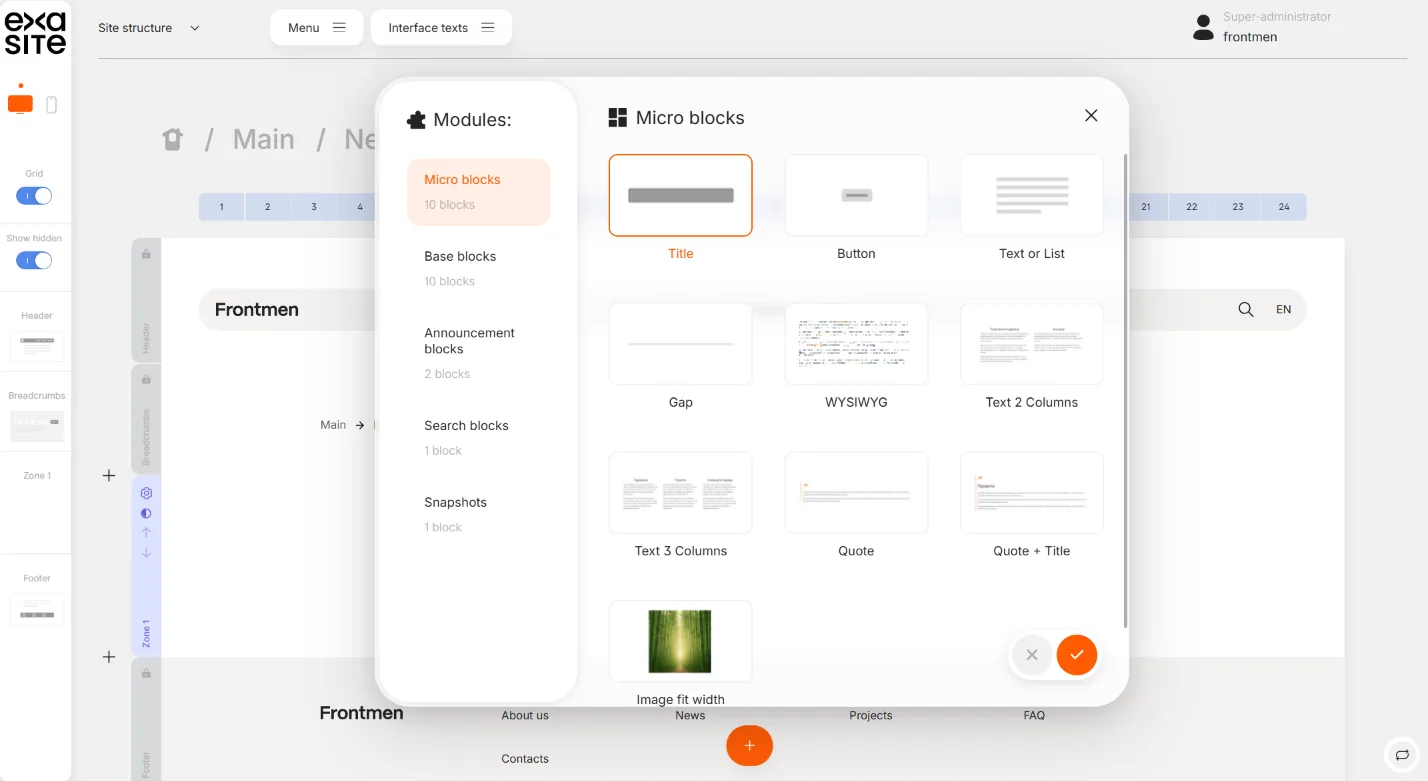 exa
SITE
Site structure
Menu
Interface texts
Super-administrator
frontmen
Grid
Show hidden
Header
Breadcrumbs
Zone 1
Footer
/ Main / Ne
1 2 3 4 21 22 23 24
Header
Breadcrumbs
Zone 1
Footer
Frontmen
EN
Main
Modules:
Micro blocks
10 blocks
Base blocks
10 blocks
Announcement
blocks
2 blocks
Search blocks
1 block
Snapshots
1 block
Micro blocks
Title
Button
Text or List
Gap
WYSIWYG
Text 2 Columns
Text 3 Columns
Quote
Quote + Title
Image fit width
Frontmen
About us
News
Projects
FAQ
Contacts